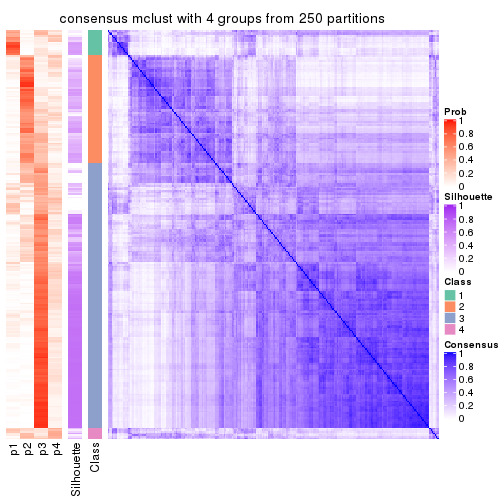 consensus mclust with 4 groups from 250 partitions
Prob
1
0.8
0.6
0.4
0.2
0
Silhouette
1
0.8
0.6
0.4
0.2
0
Class
1
2
3
4
Consensus
1
0.8
0.6
0.4
0.2
0
p1
p2
p3
p4
Silhouette
Class